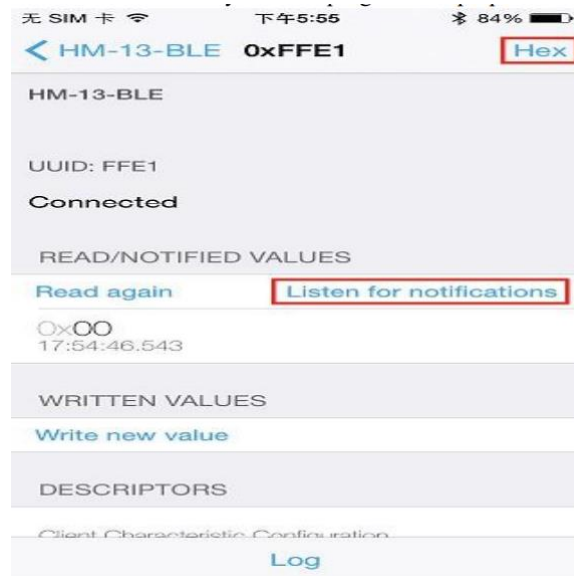 无 SIM 卡 下午5:55 84%
HM-13-BLE 0xFFE1 Hex
HM-13-BLE
UUID: FFE1
Connected
READ/NOTIFIED VALUES
Read again Listen for notifications
0x00
17:54:46.543
WRITTEN VALUES
Write new value
DESCRIPTORS
Client Characteristic Configuration
Log